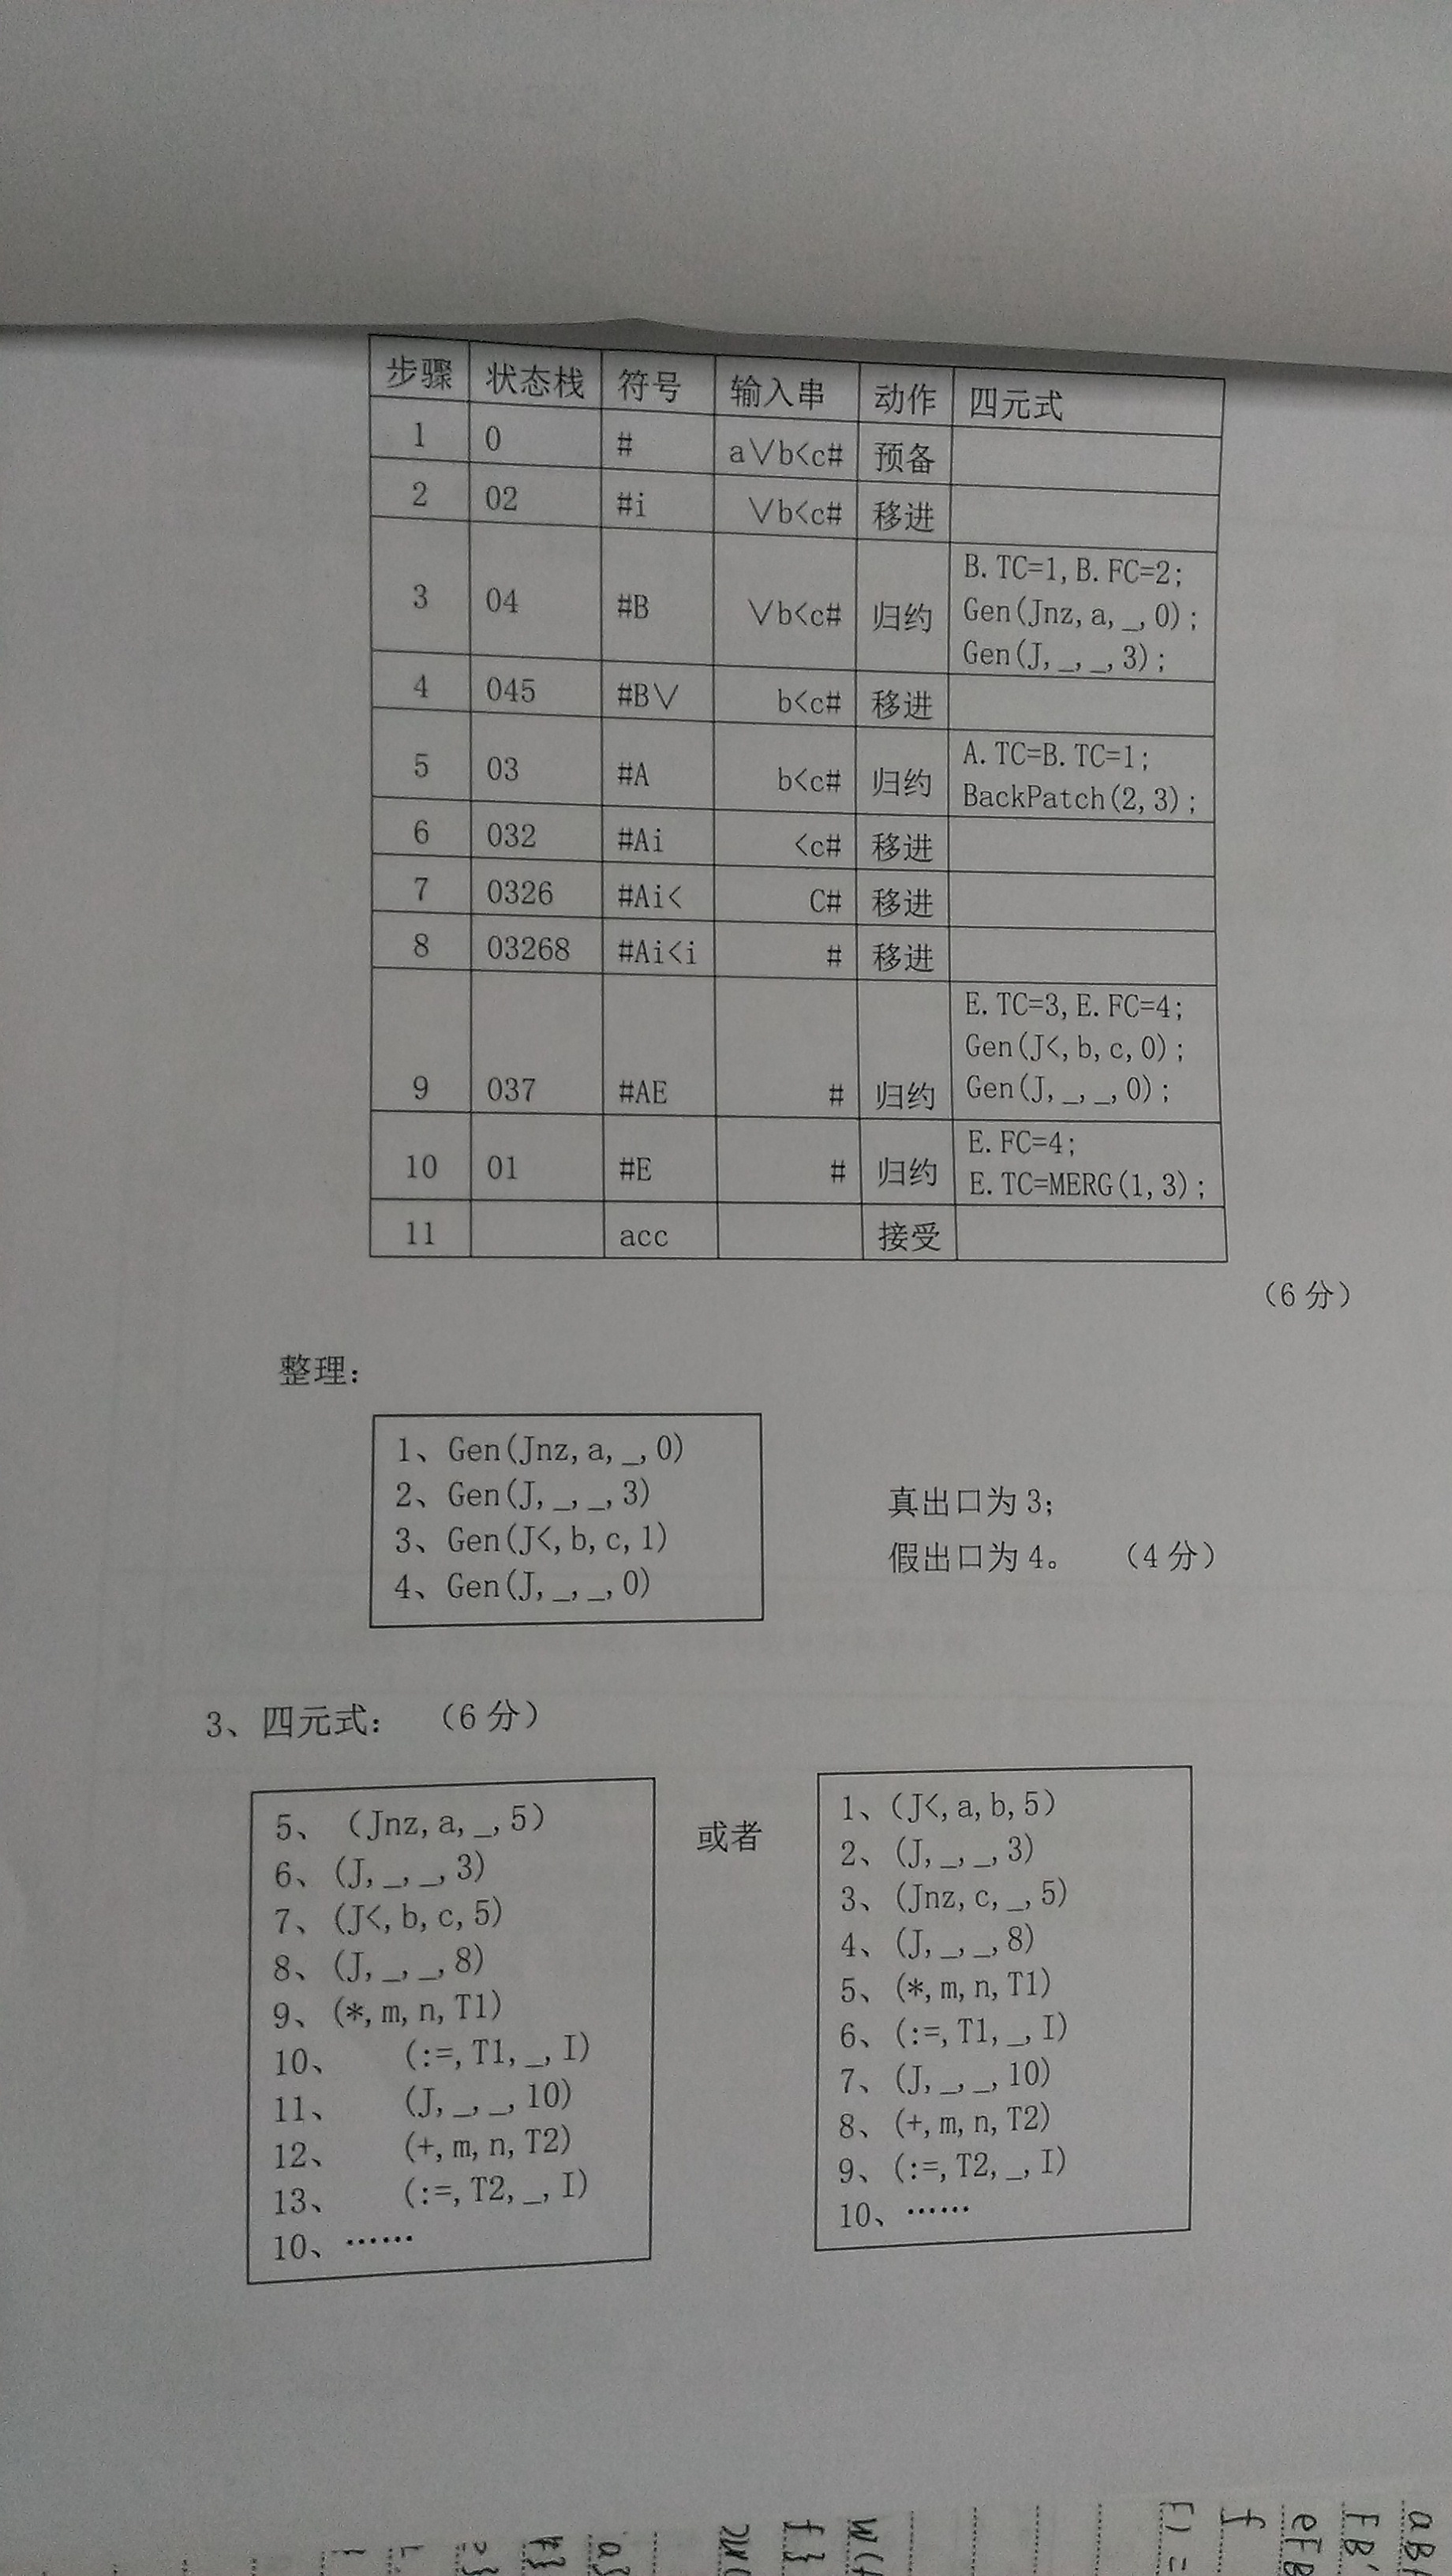 步骤 状态栈 符号 输入串 动作 四元式
1 0 # a∨b<c# 预备
2 02 #i ∨b<c# 移进
3 04 #B ∨b<c# 归约 B.TC=1,B.FC=2;
Gen(Jnz,a,_,0);
Gen(J,_,_,3);
4 045 #B∨ b<c# 移进
5 03 #A b<c# 归约 A.TC=B.TC=1;
BackPatch(2,3);
6 032 #Ai <c# 移进
7 0326 #Ai< C# 移进
8 03268 #Ai<i # 移进
9 037 #AE # 归约 E.TC=3,E.FC=4;
Gen(J<,b,c,0);
Gen(J,_,_,0);
10 01 #E # 归约 E.FC=4;
E.TC=MERG(1,3);
11 acc 接受
（6分）
整理：
1、Gen(Jnz,a,_,0)
2、Gen(J,_,_,3)
3、Gen(J<,b,c,1)
4、Gen(J,_,_,0)
真出口为3；
假出口为4。 （4分）
3、四元式： （6分）
5、（Jnz,a,_,5）
6、(J,_,_,3)
7、(J<,b,c,5)
8、(J,_,_,8)
9、(*,m,n,T1)
10、 (:=,T1,_,I)
11、 (J,_,_,10)
12、 (+,m,n,T2)
13、 (:=,T2,_,I)
10、……
或者
1、（J<,a,b,5）
2、(J,_,_,3)
3、(Jnz,c,_,5)
4、(J,_,_,8)
5、(*,m,n,T1)
6、(:=,T1,_,I)
7、(J,_,_,10)
8、(+,m,n,T2)
9、(:=,T2,_,I)
10、……